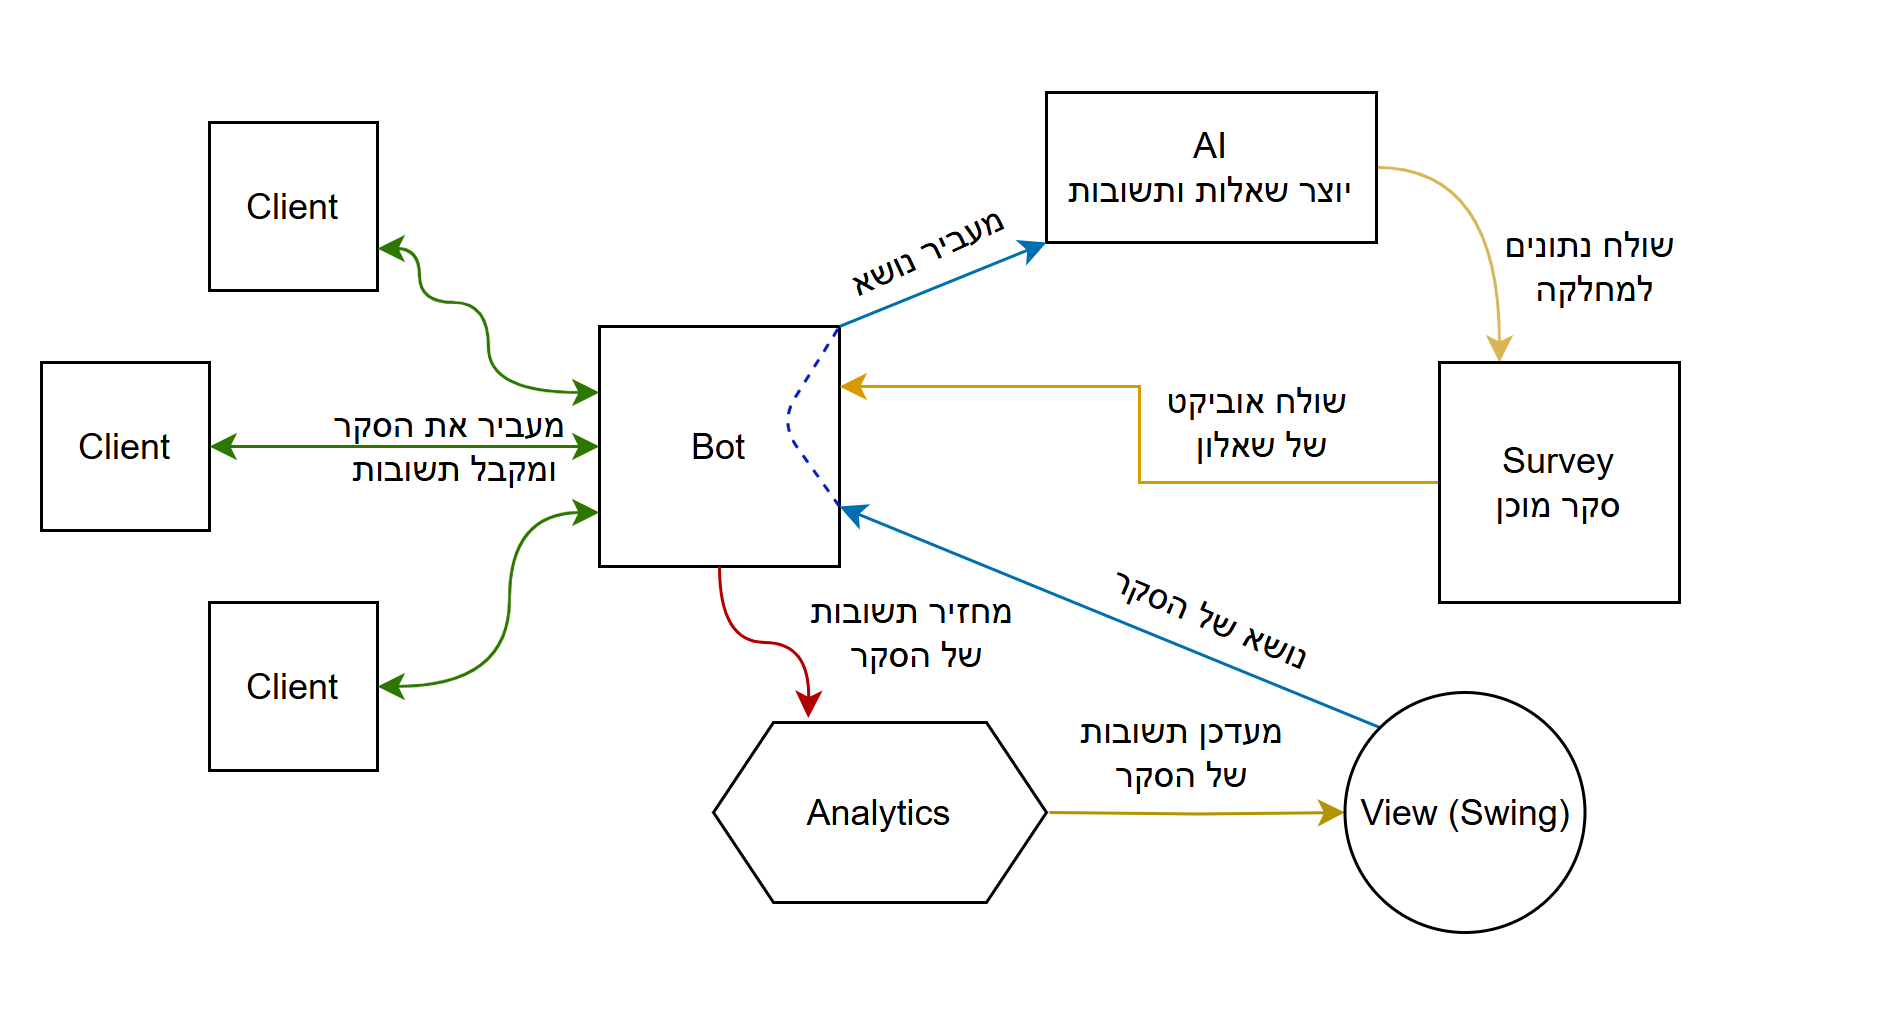 AI
יוצר שאלות ותשובות
Client
מעביר נושא
שולח נתונים
למחלקה
Client
מעביר את הסקר
ומקבל תשובות
Bot
שולח אוביקט
של שאלון
Survey
סקר מוכן
Client
מחזיר תשובות
של הסקר
נושא של הסקר
מעדכן תשובות
של הסקר
Analytics
View (Swing)